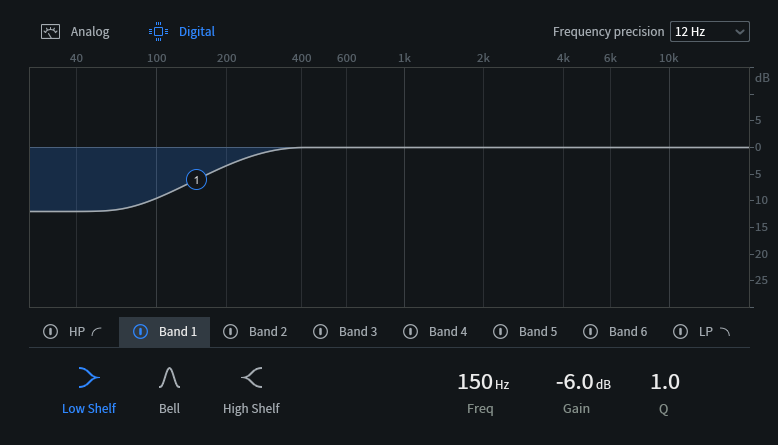 Analog Digital Frequency precision 12 Hz
40 100 200 400 600 1k 2k 4k 6k 10k
dB
5
0
5
10
15
20
25
1
HP Band 1 Band 2 Band 3 Band 4 Band 5 Band 6 LP
150 Hz -6.0 dB 1.0
Low Shelf Bell High Shelf Freq Gain Q